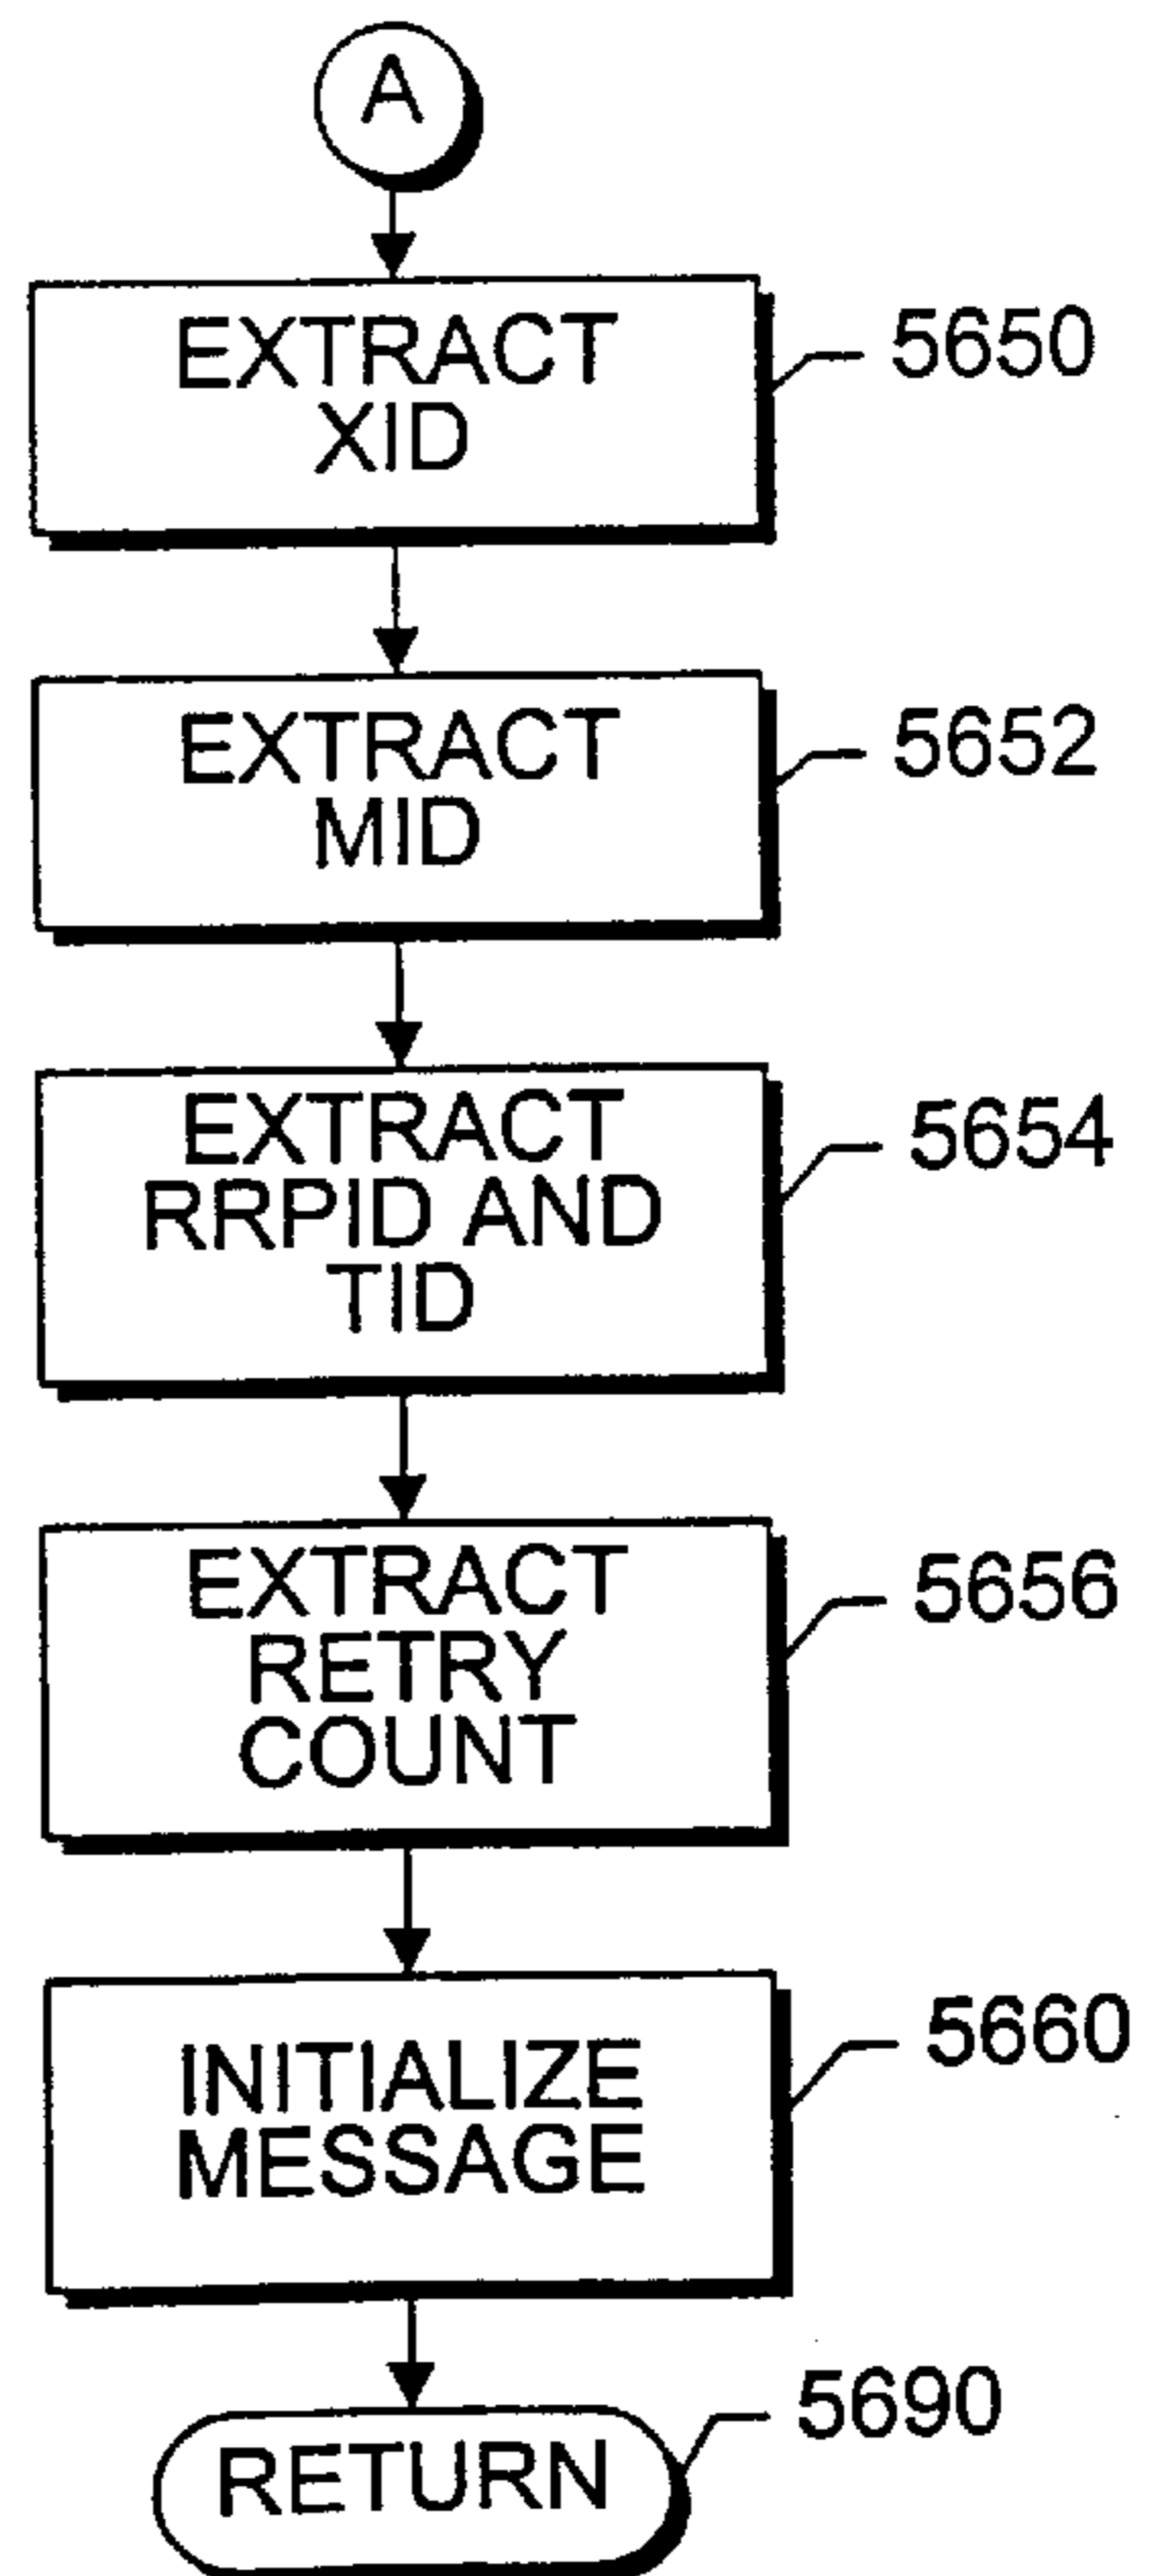 A
EXTRACT
XID
5650
EXTRACT
MID
5652
EXTRACT
RRPID AND
TID
5654
EXTRACT
RETRY
COUNT
5656
INITIALIZE
MESSAGE
5660
RETURN
5690